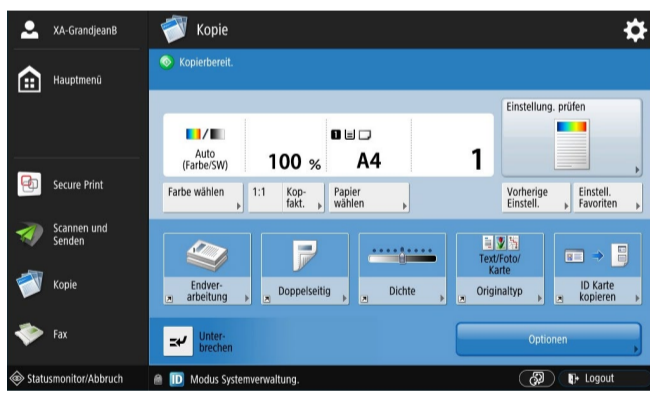 XA-GrandjeanB
Kopie
Hauptmenü
Kopierbereit.
Einstellung. prüfen
Auto
(Farbe/SW)
100 %
1
A4
1
Farbe wählen
1:1
Kop-
fakt.
Papier
wählen
Vorherige
Einstell.
Einstell.
Favoriten
Secure Print
Scannen und
Senden
Kopie
Fax
Endver-
arbeitung
Doppelseitig
Dichte
Text/Foto/
Karte
Originaltyp
ID Karte
kopieren
Unter-
brechen
Optionen
Statusmonitor/Abbruch
ID Modus Systemverwaltung.
Logout